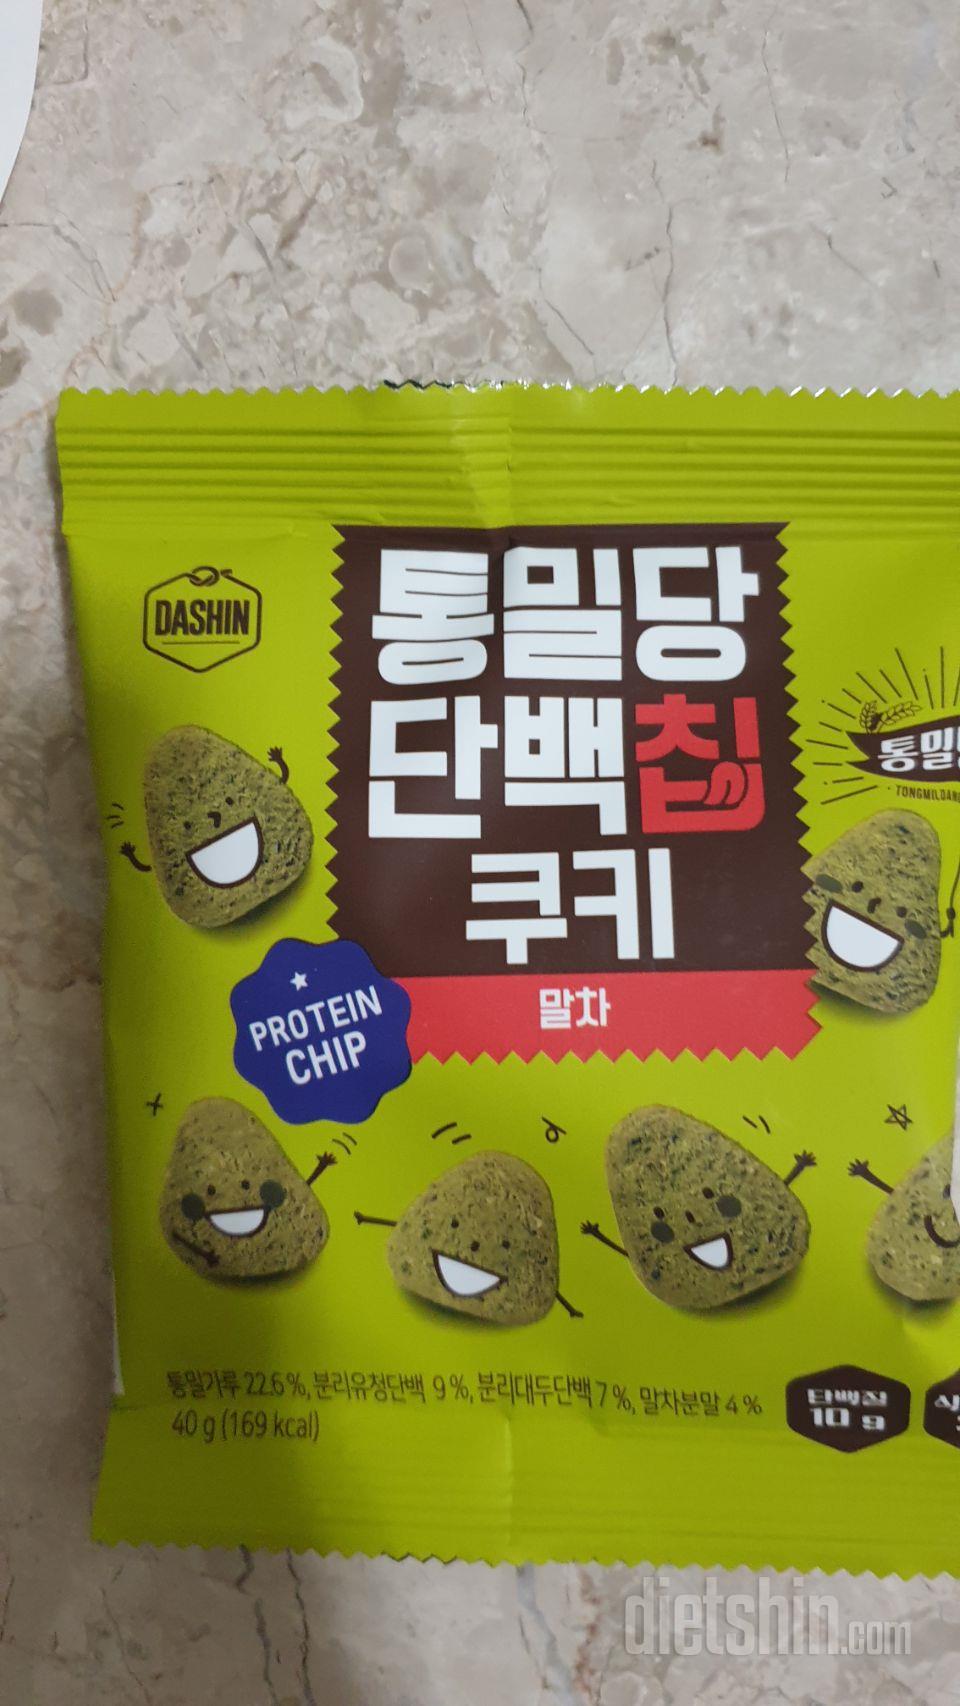 DASHIN
통밀당
단백칩
쿠키
말차
통밀
TONGMILDANG
PROTEIN
CHIP
통밀가루 22.6%, 분리유청단백 9%, 분리대두단백 7%, 말차분말 4%
40 g (169 kcal)
단백질
10 g
dietshin.com